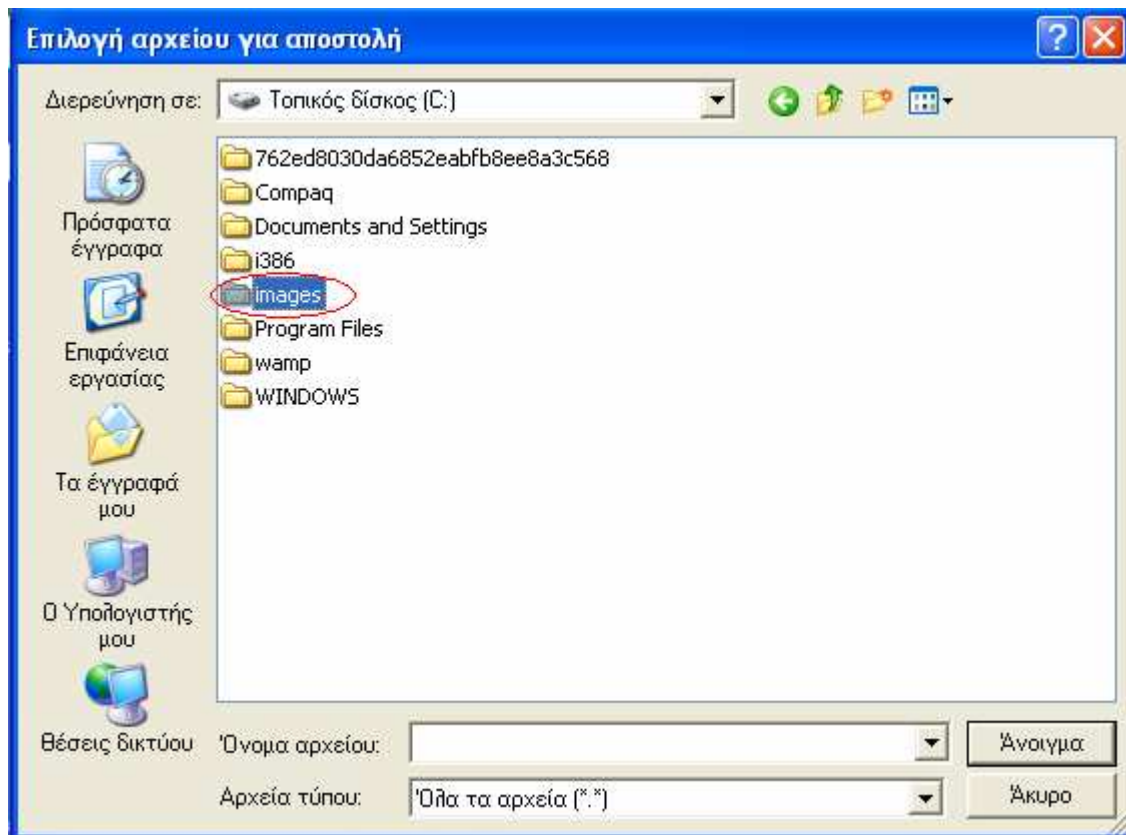 Επιλογή αρχείου για αποστολή
Διερεύνηση σε:
Τοπικός δίσκος (C:)
Πρόσφατα
έγγραφα
Επιφάνεια
εργασίας
Τα έγγραφά
μου
Ο Υπολογιστής
μου
Θέσεις δικτύου
762ed8030da6852eabfb8ee8a3c568
Compaq
Documents and Settings
i386
images
Program Files
wamp
WINDOWS
Όνομα αρχείου:
Άνοιγμα
Αρχεία τύπου:
Όλα τα αρχεία (*.*)
Άκυρο